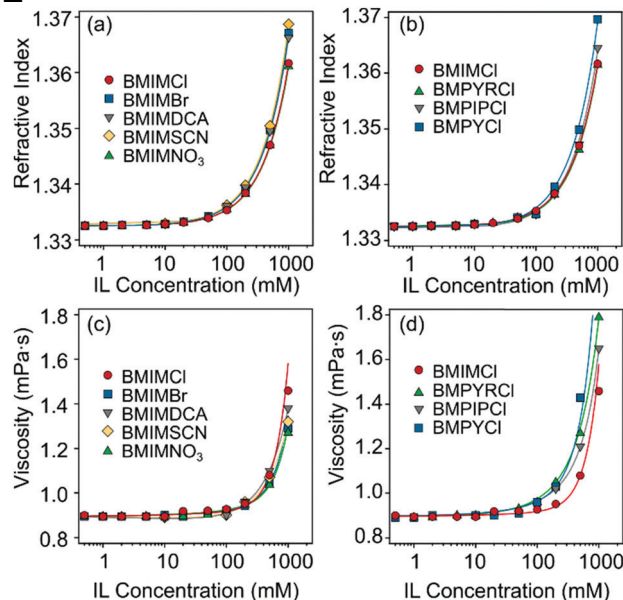 (a)
1.37
1.36
1.35
1.34
1.33
Refractive Index
BMIMCl
BMIMBr
BMIMDCA
BMIMSCN
BMIMNO₃
1 10 100 1000
IL Concentration (mM)
(b)
1.37
1.36
1.35
1.34
1.33
Refractive Index
BMIMCl
BMPYRCl
BMPIPCl
BMPYCl
1 10 100 1000
IL Concentration (mM)
(c)
1.8
1.6
1.4
1.2
1.0
0.8
Viscosity (mPa·s)
BMIMCl
BMIMBr
BMIMDCA
BMIMSCN
BMIMNO₃
1 10 100 1000
IL Concentration (mM)
(d)
1.8
1.6
1.4
1.2
1.0
0.8
Viscosity (mPa·s)
BMIMCl
BMPYRCl
BMPIPCl
BMPYCl
1 10 100 1000
IL Concentration (mM)